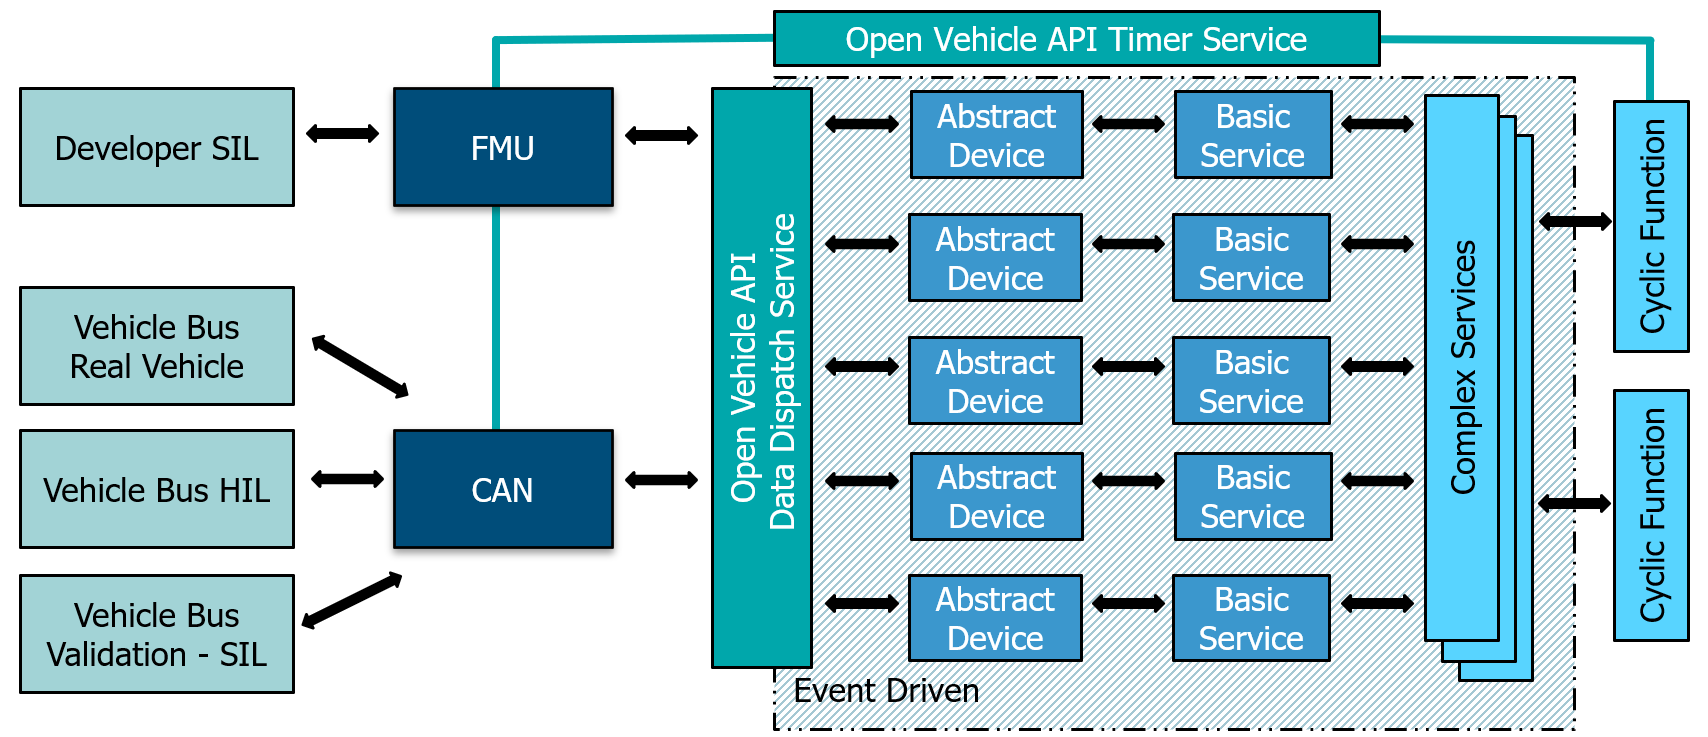 Open Vehicle API Timer Service
Developer SIL
FMU
Vehicle Bus
Real Vehicle
Vehicle Bus HIL
CAN
Vehicle Bus
Validation - SIL
Open Vehicle API
Data Dispatch Service
Abstract
Device
Basic
Service
Abstract
Device
Basic
Service
Abstract
Device
Basic
Service
Abstract
Device
Basic
Service
Abstract
Device
Basic
Service
Complex Services
Cyclic Function
Cyclic Function
Event Driven